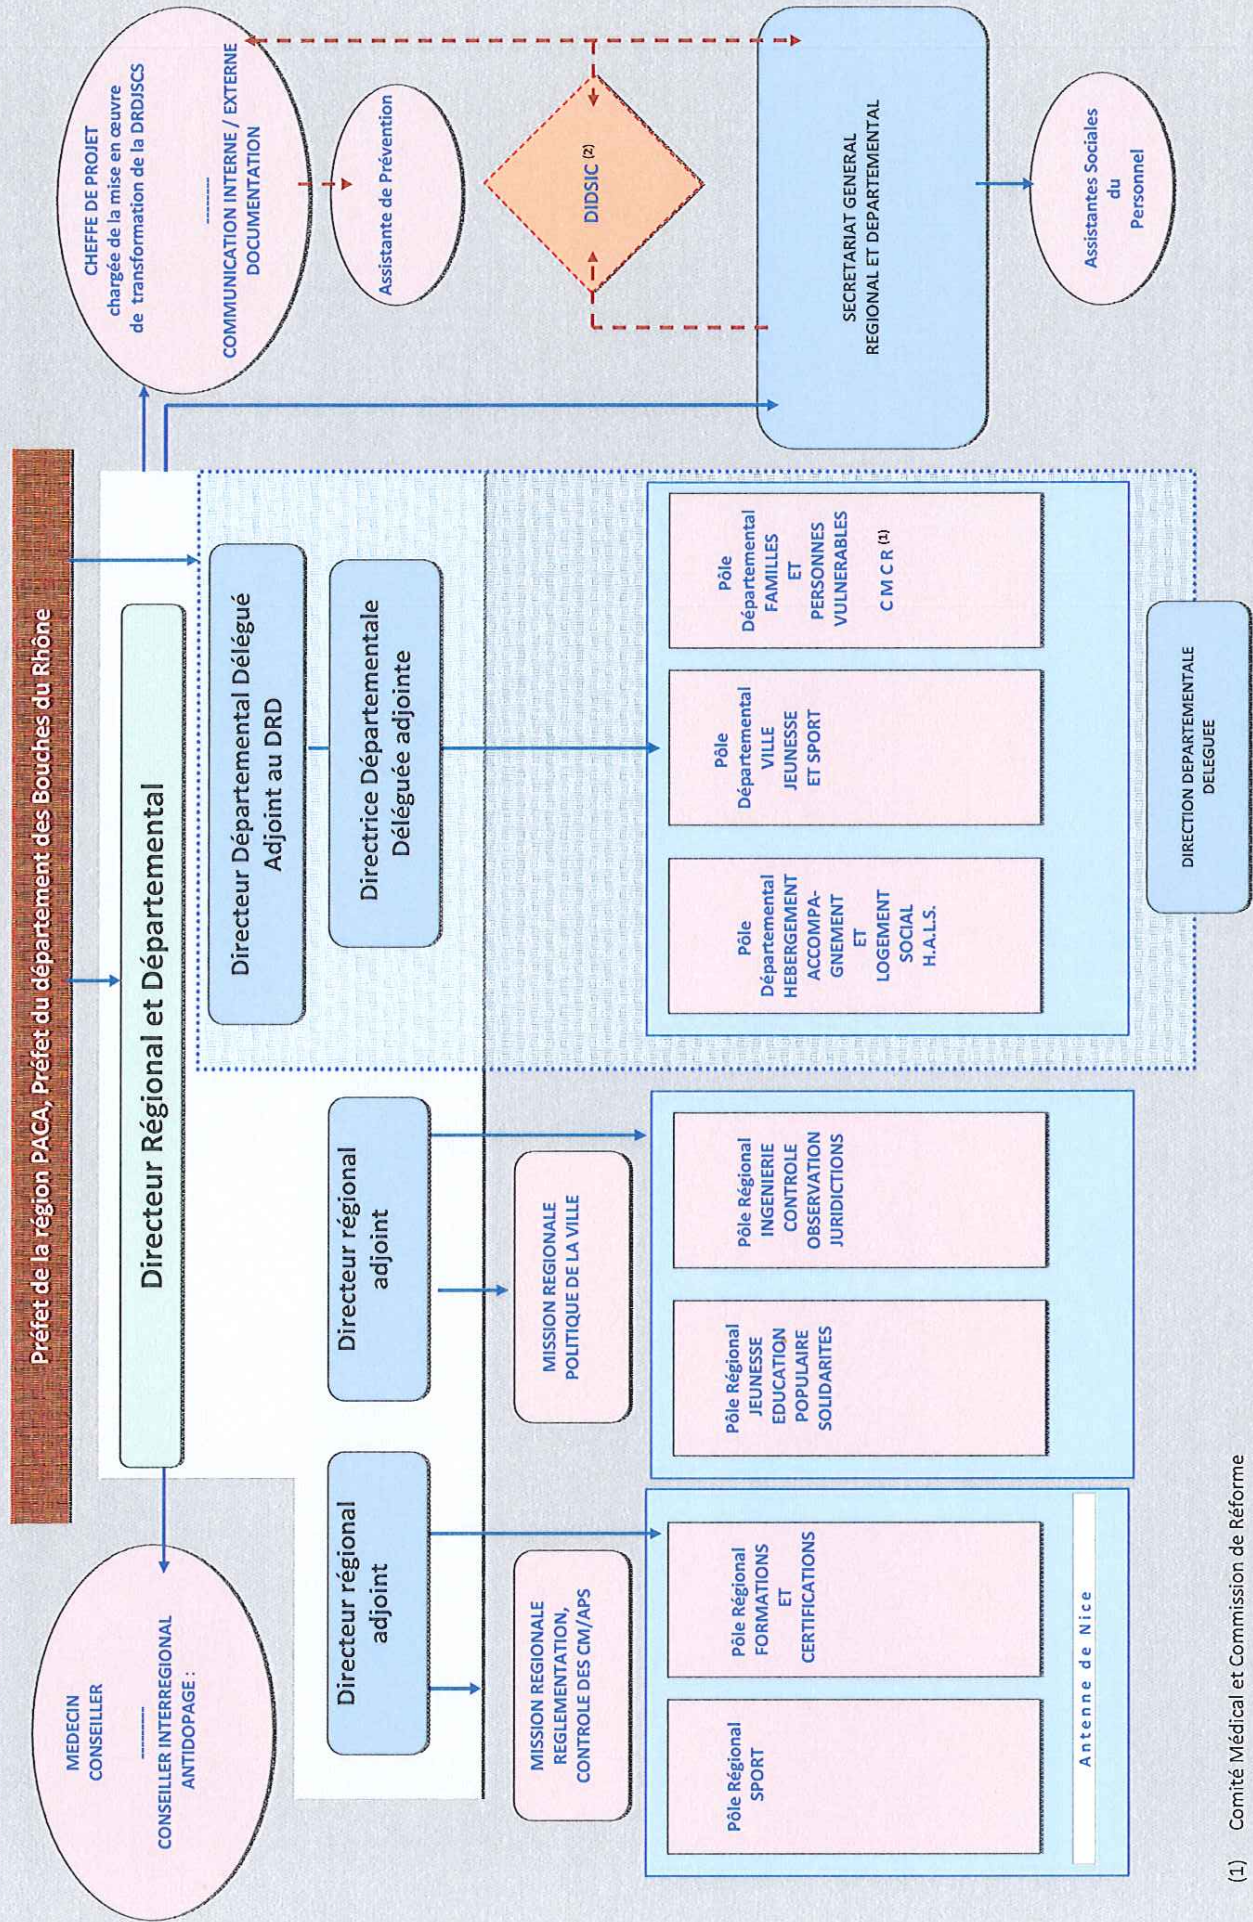 Préfet de la région PACA, Préfet du département des Bouches du Rhône
Directeur Régional et Départemental
MEDECIN
CONSEILLER
---------
CONSEILLER INTERREGIONAL
ANTIDOPAGE :
CHEFFE DE PROJET
chargée de la mise en œuvre
de transformation de la DRDJSCS
---------
COMMUNICATION INTERNE / EXTERNE
DOCUMENTATION
Assistante de Prévention
DIDSIC (2)
SECRETARIAT GENERAL
REGIONAL ET DEPARTEMENTAL
Assistantes Sociales
du
Personnel
Directeur régional
adjoint
Directeur régional
adjoint
Directeur Départemental Délégué
Adjoint au DRD
Directrice Départementale
Déléguée adjointe
MISSION REGIONALE
REGLEMENTATION,
CONTROLE DES CM/APS
MISSION REGIONALE
POLITIQUE DE LA VILLE
Pôle Régional
SPORT
Pôle Régional
FORMATIONS
ET
CERTIFICATIONS
Antenne de Nice
Pôle Régional
JEUNESSE
EDUCATION
POPULAIRE
SOLIDARITES
Pôle Régional
INGENIERIE
CONTROLE
OBSERVATION
JURIDICTIONS
Pôle
Départemental
HEBERGEMENT
ACCOMPA-
GNEMENT
ET
LOGEMENT
SOCIAL
H.A.L.S.
Pôle
Départemental
VILLE
JEUNESSE
ET SPORT
Pôle
Départemental
FAMILLES
ET
PERSONNES
VULNERABLES
C M C R (1)
DIRECTION DEPARTEMENTALE
DELEGUEE
(1) Comité Médical et Commission de Réforme